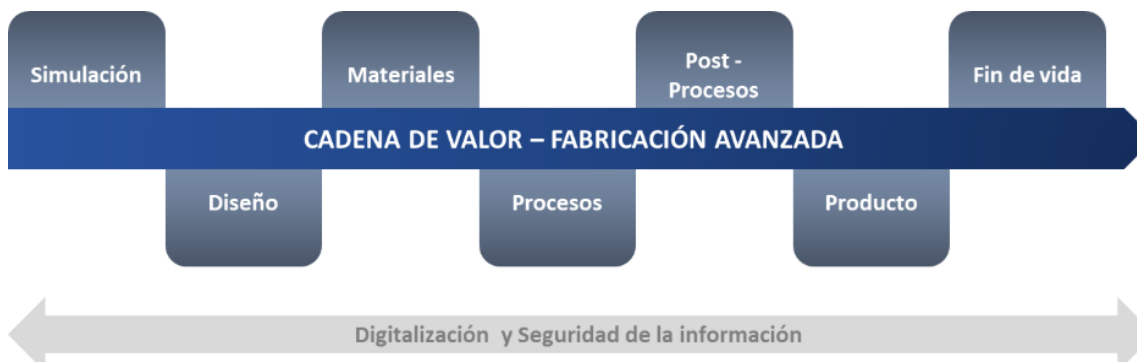 Simulación
Materiales
Post -
Procesos
Fin de vida
CADENA DE VALOR – FABRICACIÓN AVANZADA
Diseño
Procesos
Producto
Digitalización y Seguridad de la información